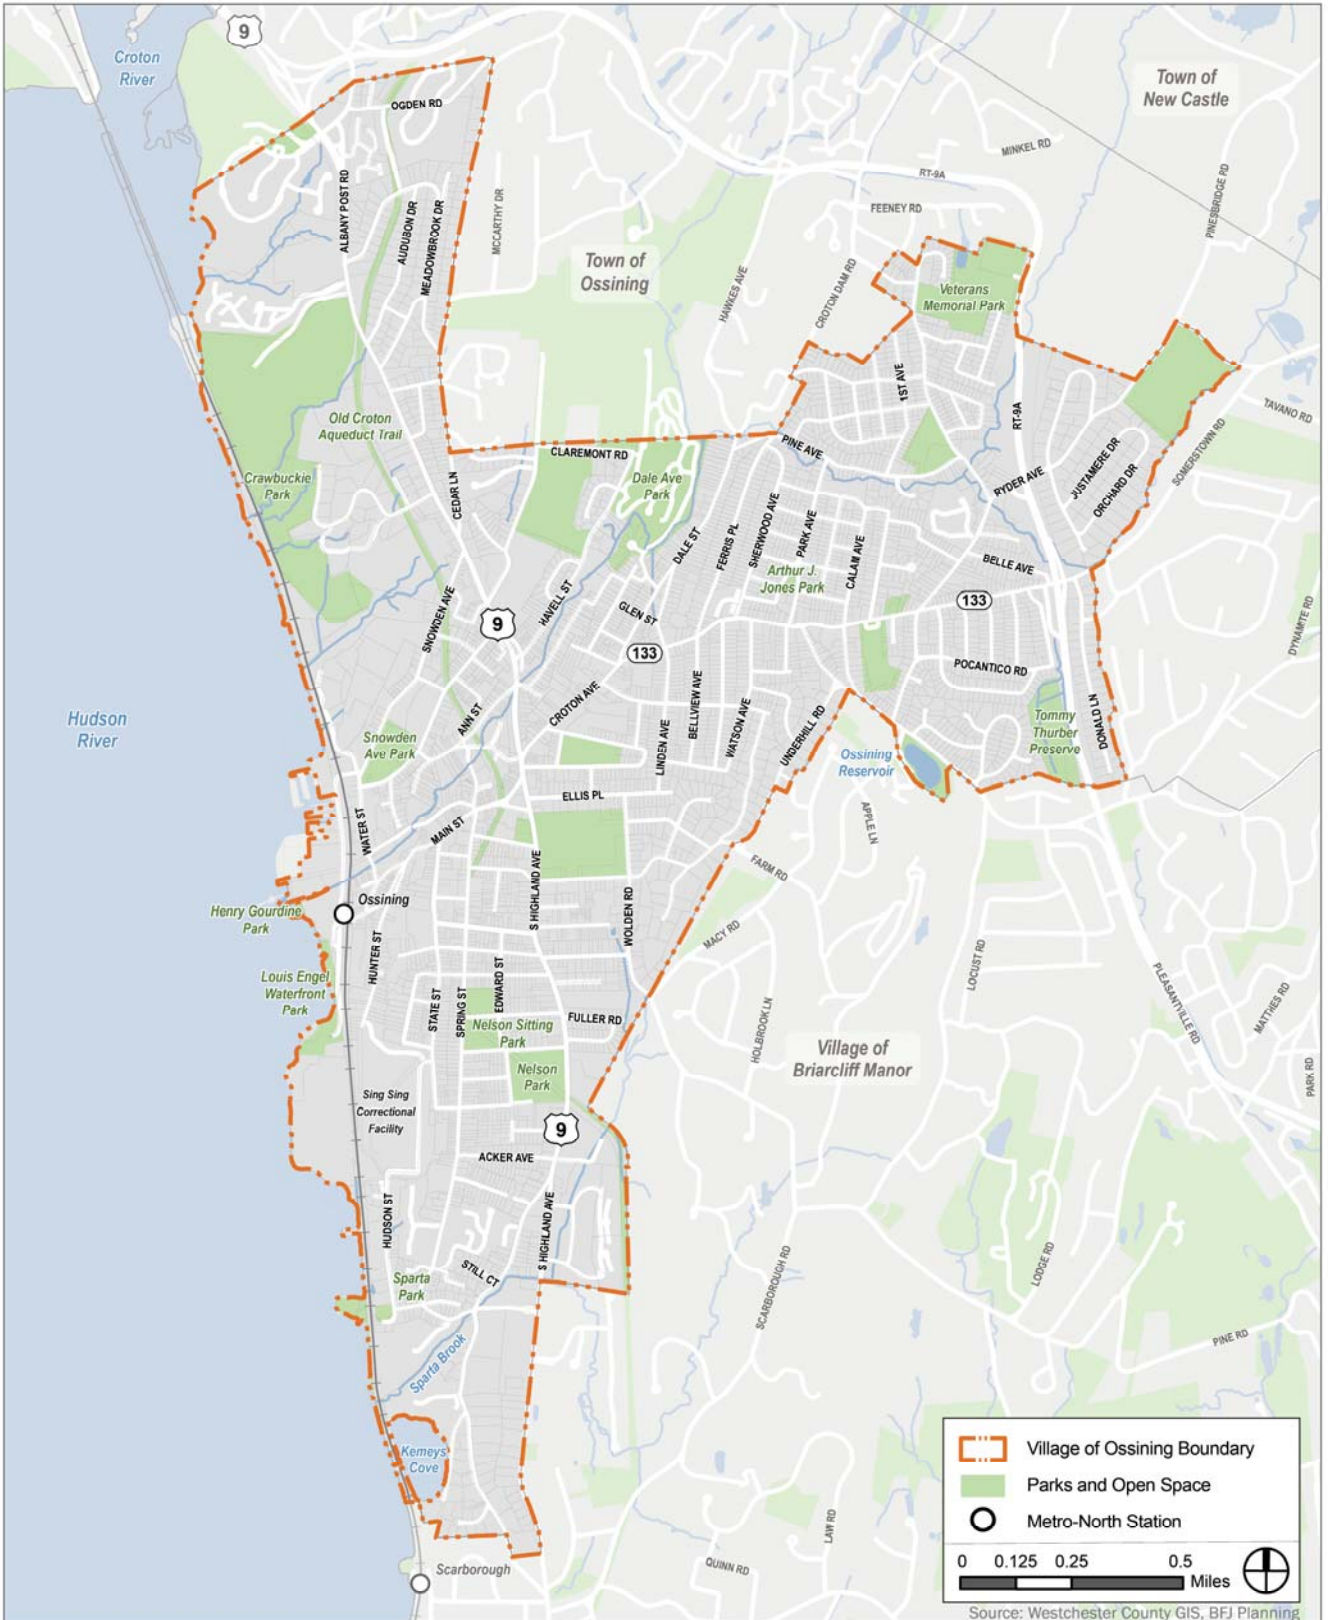 9
Croton
River
Town of
New Castle
OGDEN RD
MINKEL RD
RT-9A
ALBANY POST RD
MCCARTHY DR
FEENEY RD
PINESBRIDGE RD
AUDUBON DR
MEADOWBROOK DR
Town of
Ossining
HAWKES AVE
CROTON DAM RD
Veterans
Memorial Park
1ST AVE
RT-9A
TAVANO RD
Old Croton
Aqueduct Trail
PINE AVE
SOMERSTOWN RD
CLAREMONT RD
Crawbuckie
Park
CEDAR LN
Dale Ave
Park
RYDER AVE
JUSTAMERE DR
ORCHARD DR
DALE ST
FERRIS PL
SHERWOOD AVE
PARK AVE
CALAM AVE
Arthur J.
Jones Park
BELLE AVE
SNOWDEN AVE
9
HAVELL ST
GLEN ST
133
133
DYNAMITE RD
POCANTICO RD
Hudson
River
CROTON AVE
BELLVIEW AVE
LINDEN AVE
WATSON AVE
UNDERHILL RD
DONALD LN
Tommy
Thurber
Preserve
ANN ST
Snowden
Ave Park
Ossining
Reservoir
ELLIS PL
WATER ST
MAIN ST
APPLE LN
FARM RD
S HIGHLAND AVE
Ossining
Henry Gourdine
Park
WOLDEN RD
MACY RD
HUNTER ST
LOCUST RD
Louis Engel
Waterfront
Park
STATE ST
SPRING ST
EDWARD ST
PLEASANTVILLE RD
MATTHES RD
Nelson Sitting
Park
FULLER RD
HOLBROOK LN
Village of
Briarcliff Manor
Nelson
Park
PARK RD
Sing Sing
Correctional
Facility
9
ACKER AVE
HUDSON ST
S HIGHLAND AVE
STILL CT
Sparta
Park
SCARBOROUGH RD
LODGE RD
PINE RD
Sparta Brook
Kemeys
Cove
LAW RD
QUINN RD
Scarborough
Village of Ossining Boundary
Parks and Open Space
Metro-North Station
0 0.125 0.25 0.5
Miles
Source: Westchester County GIS, BFJ Planning